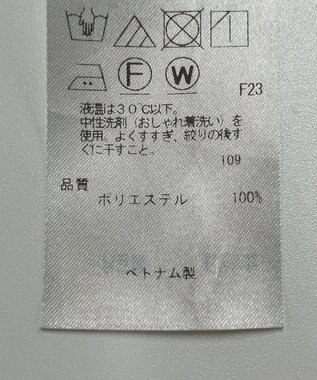 F W
F23
液温は30℃以下。
中性洗剤(おしゃれ着洗い)を
使用。よくすすぎ、絞りの後す
ぐに干すこと。
109
品質
ポリエステル 100%
ベトナム製